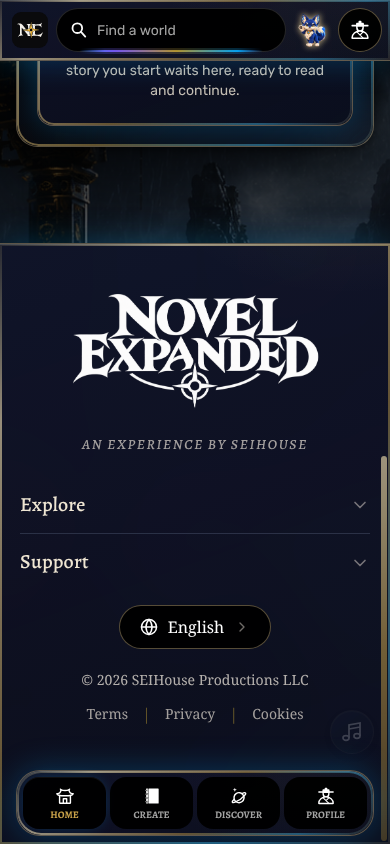 NE
Find a world
story you start waits here, ready to read
and continue.
NOVEL
EXPANDED
AN EXPERIENCE BY SEIHOUSE
Explore
Support
English
© 2026 SEIHouse Productions LLC
Terms | Privacy | Cookies
HOME CREATE DISCOVER PROFILE